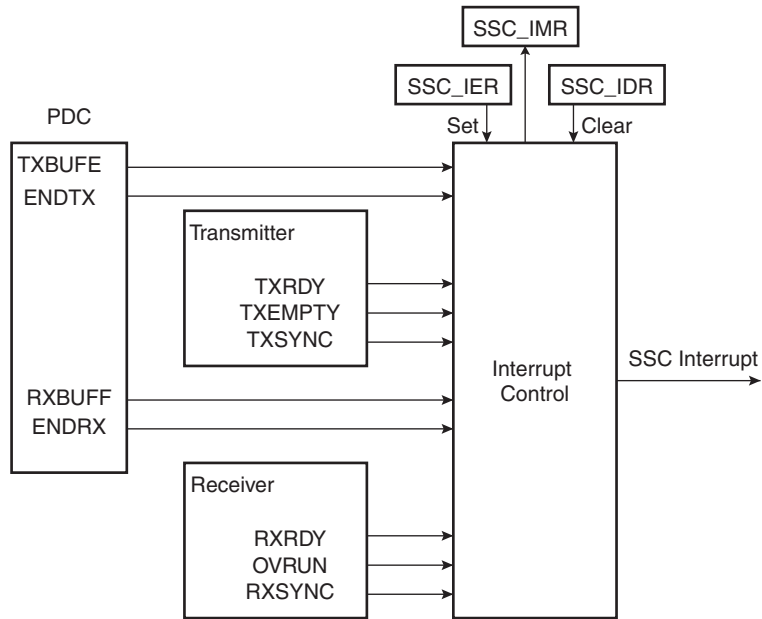 SSC_IMR
SSC_IER
SSC_IDR
PDC
Set
Clear
TXBUFE
ENDTX
Transmitter
TXRDY
TXEMPTY
TXSYNC
SSC Interrupt
Interrupt
Control
RXBUFF
ENDRX
Receiver
RXRDY
OVRUN
RXSYNC